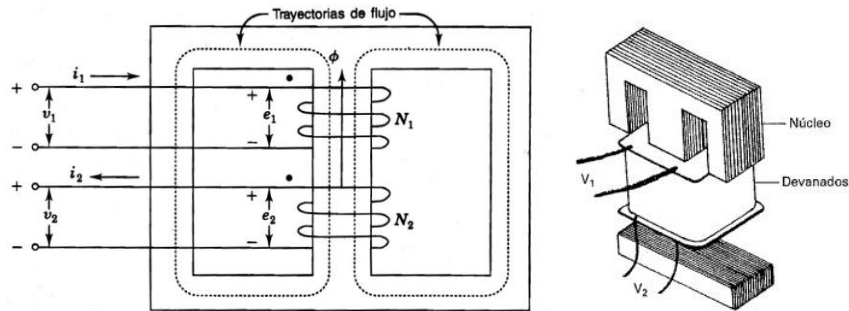 Trayectorias de flujo
ϕ
+ i₁ +
v₁ e₁ N₁
− −
+ i₂ +
v₂ e₂ N₂
− −
Núcleo
V₁
Devanados
V₂